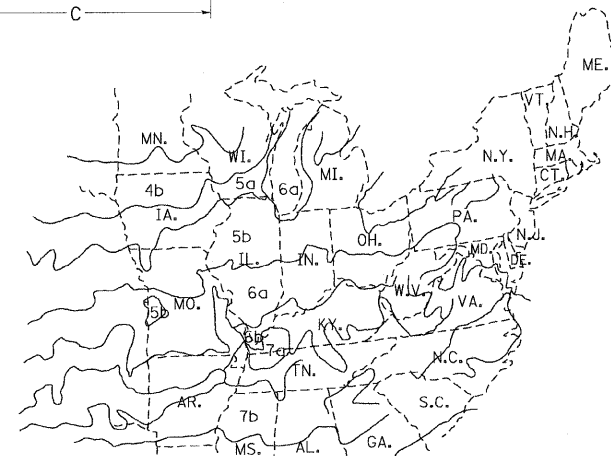 C
ME.
VT.
MN.
N.H.
WI.
N.Y.
MA.
CT.
MI.
4b
5a
6a
IA.
PA.
5b
OH.
N.J.
IL.
IN.
MD.
DE.
6a
W.V.
MO.
5b
VA.
KY.
6b
7a
N.C.
TN.
AR.
S.C.
7b
GA.
MS.
AL.